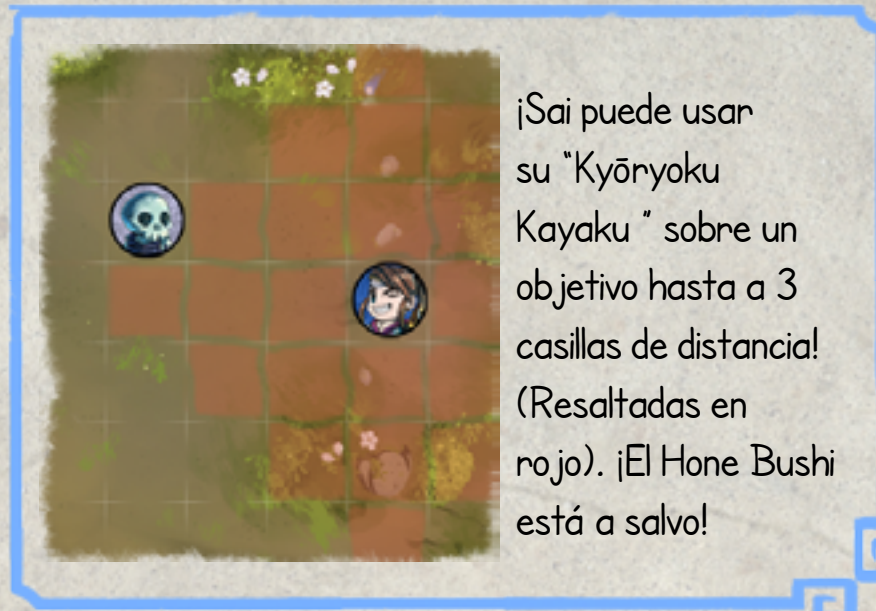 ¡Sai puede usar
su “Kyōryoku
Kayaku ” sobre un
objetivo hasta a 3
casillas de distancia!
(Resaltadas en
rojo). ¡El Hone Bushi
está a salvo!